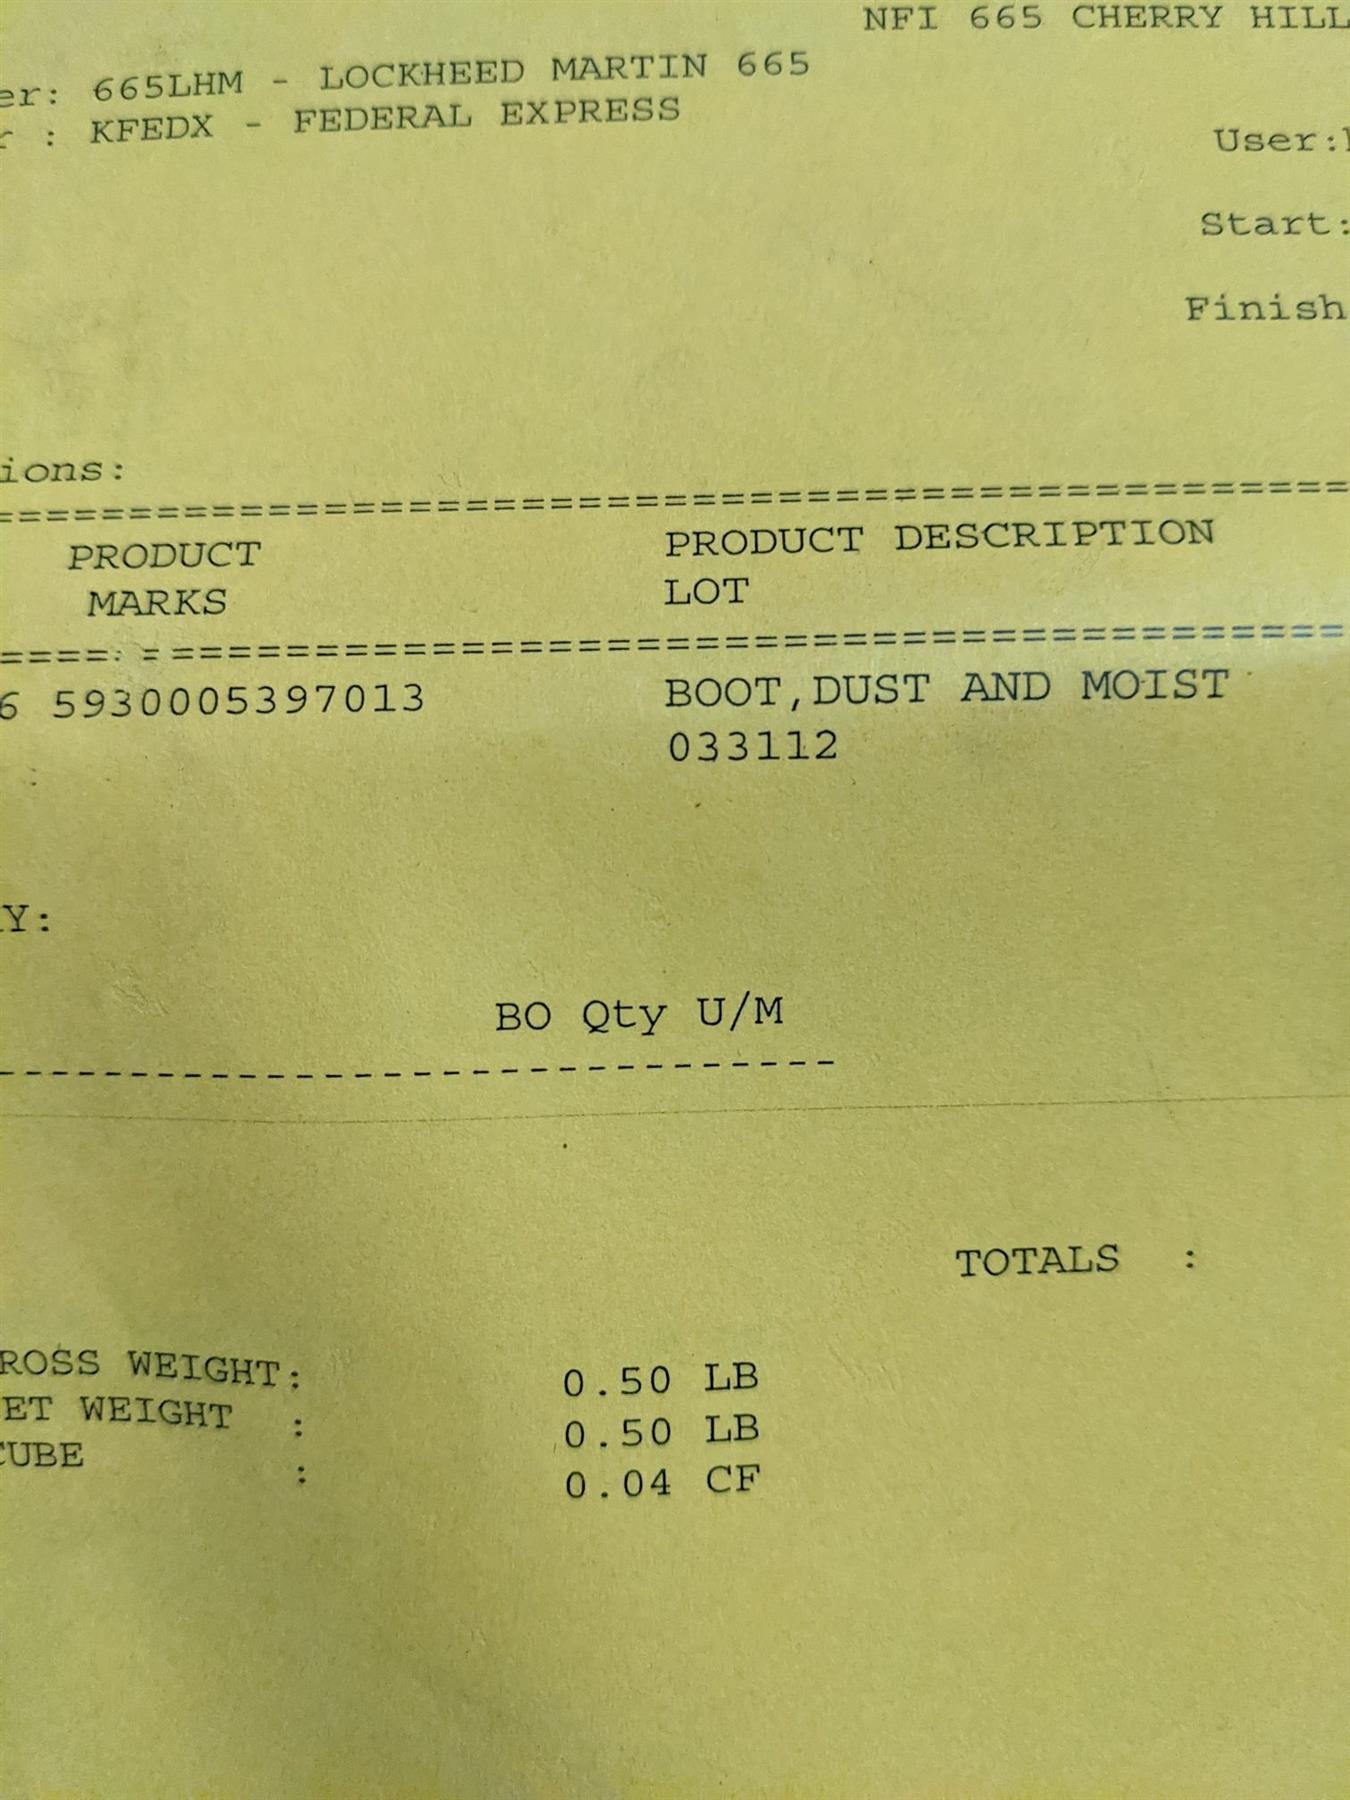 NFI 665 CHERRY HILL
er: 665LHM - LOCKHEED MARTIN 665
r : KFEDX - FEDERAL EXPRESS
User:
Start:
Finish
ions:
================================================
PRODUCT PRODUCT DESCRIPTION
MARKS LOT
================================================
6 5930005397013 BOOT,DUST AND MOIST
033112
Y:
BO Qty U/M
-----------------------------
TOTALS :
ROSS WEIGHT: 0.50 LB
ET WEIGHT : 0.50 LB
CUBE : 0.04 CF